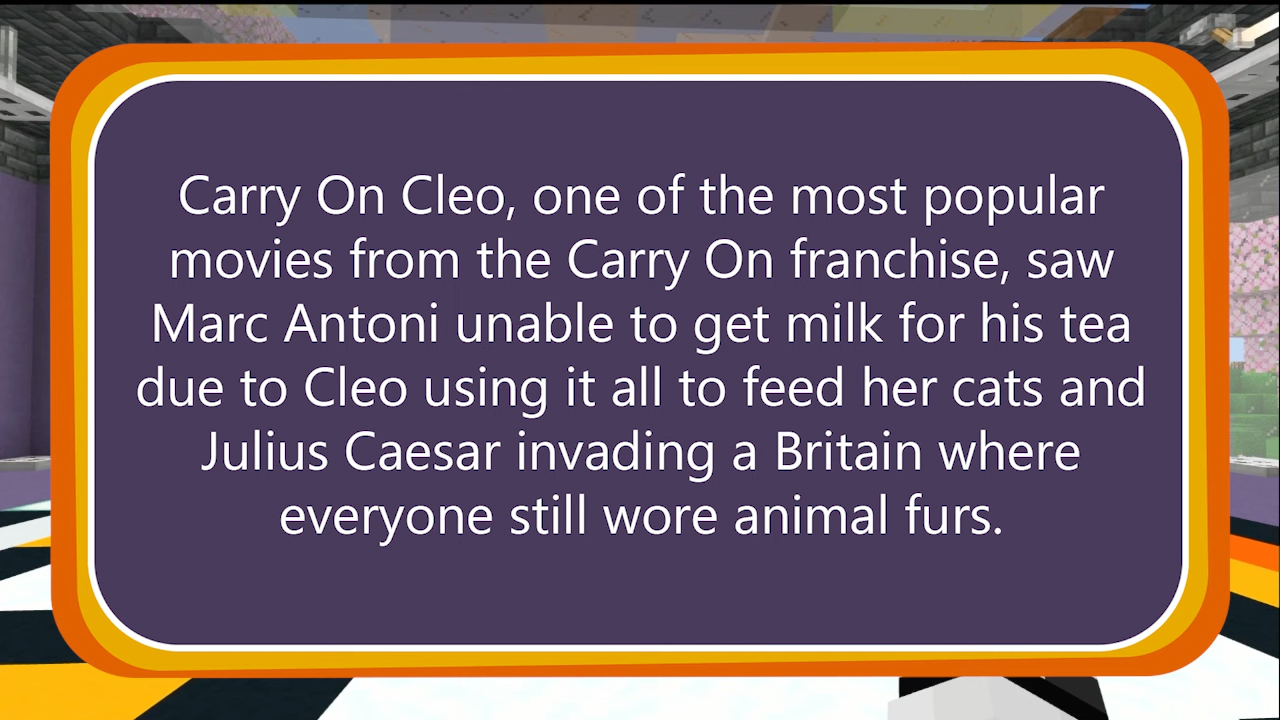 Carry On Cleo, one of the most popular
movies from the Carry On franchise, saw
Marc Antoni unable to get milk for his tea
due to Cleo using it all to feed her cats and
Julius Caesar invading a Britain where
everyone still wore animal furs.